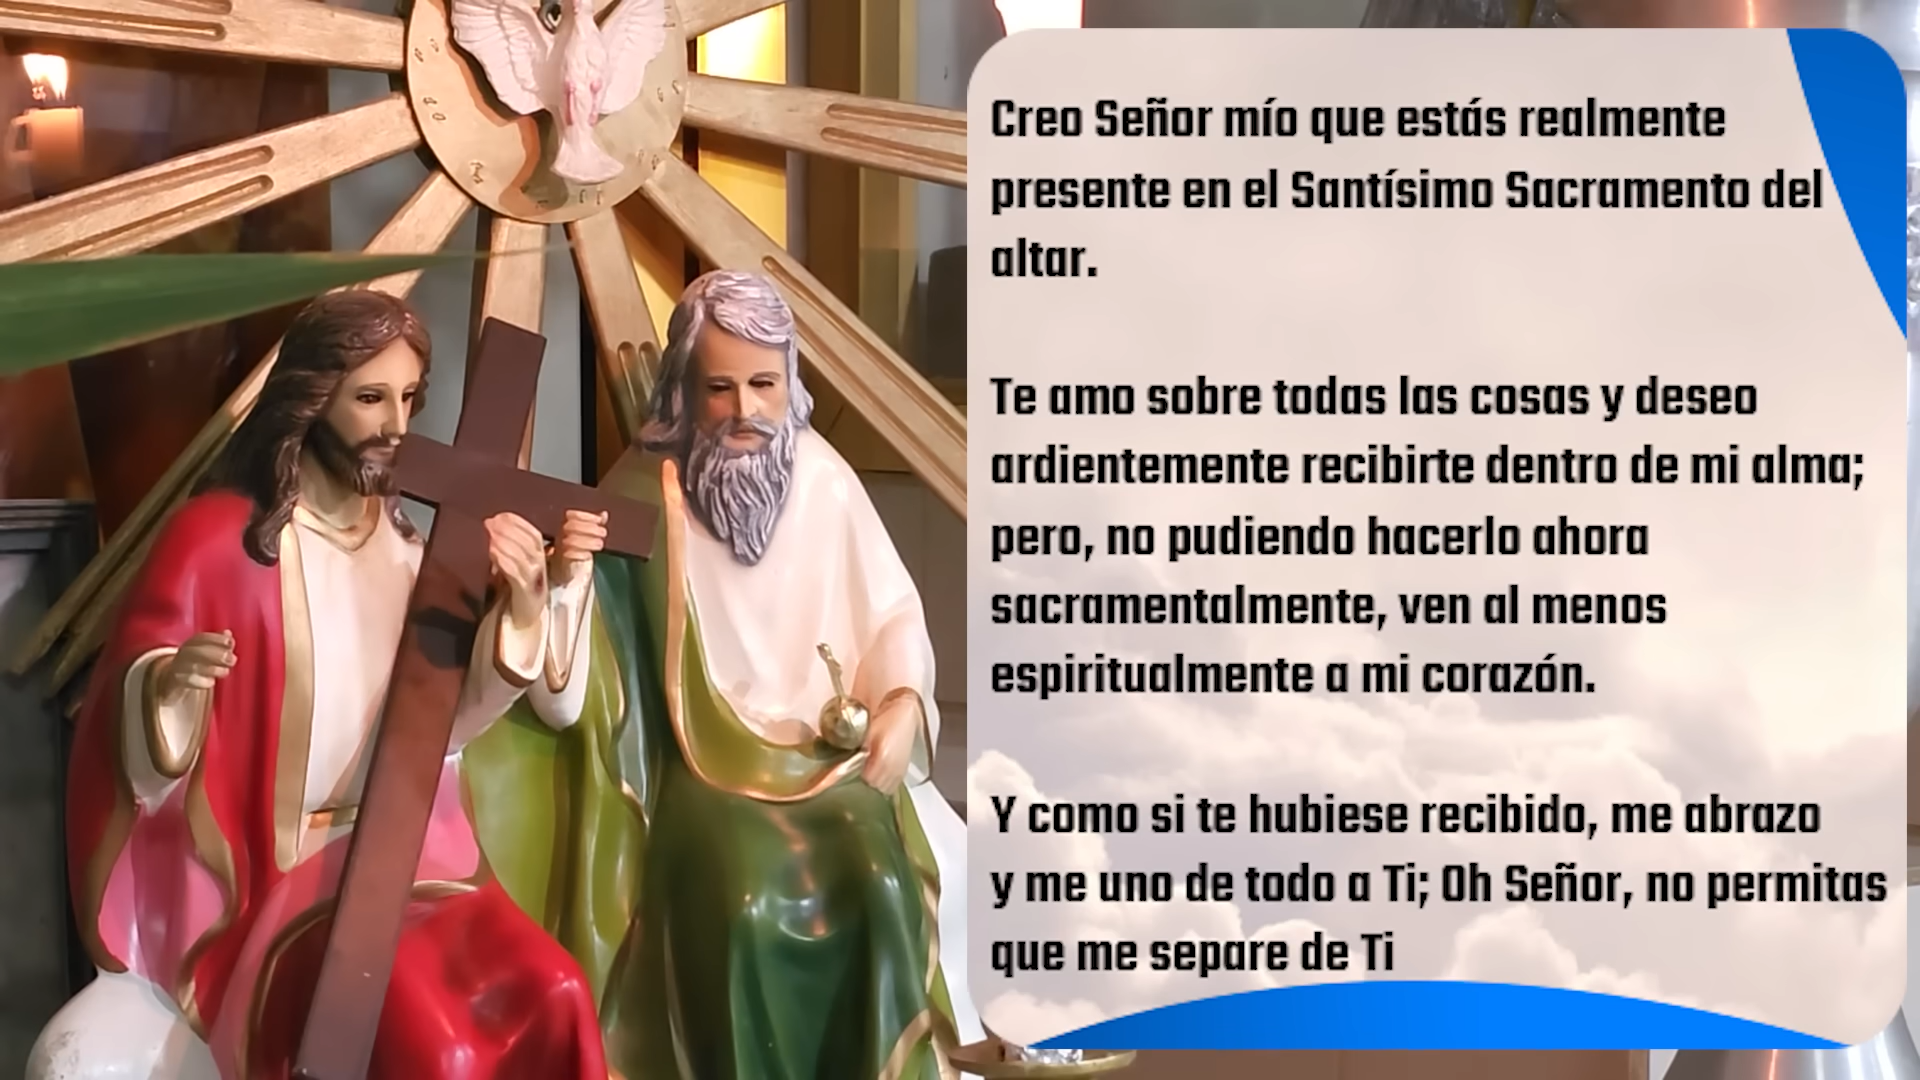 Creo Señor mío que estás realmente
presente en el Santísimo Sacramento del
altar.
Te amo sobre todas las cosas y deseo
ardientemente recibirte dentro de mi alma;
pero, no pudiendo hacerlo ahora
sacramentalmente, ven al menos
espiritualmente a mi corazón.
Y como si te hubiese recibido, me abrazo
y me uno de todo a Ti; Oh Señor, no permitas
que me separe de Ti